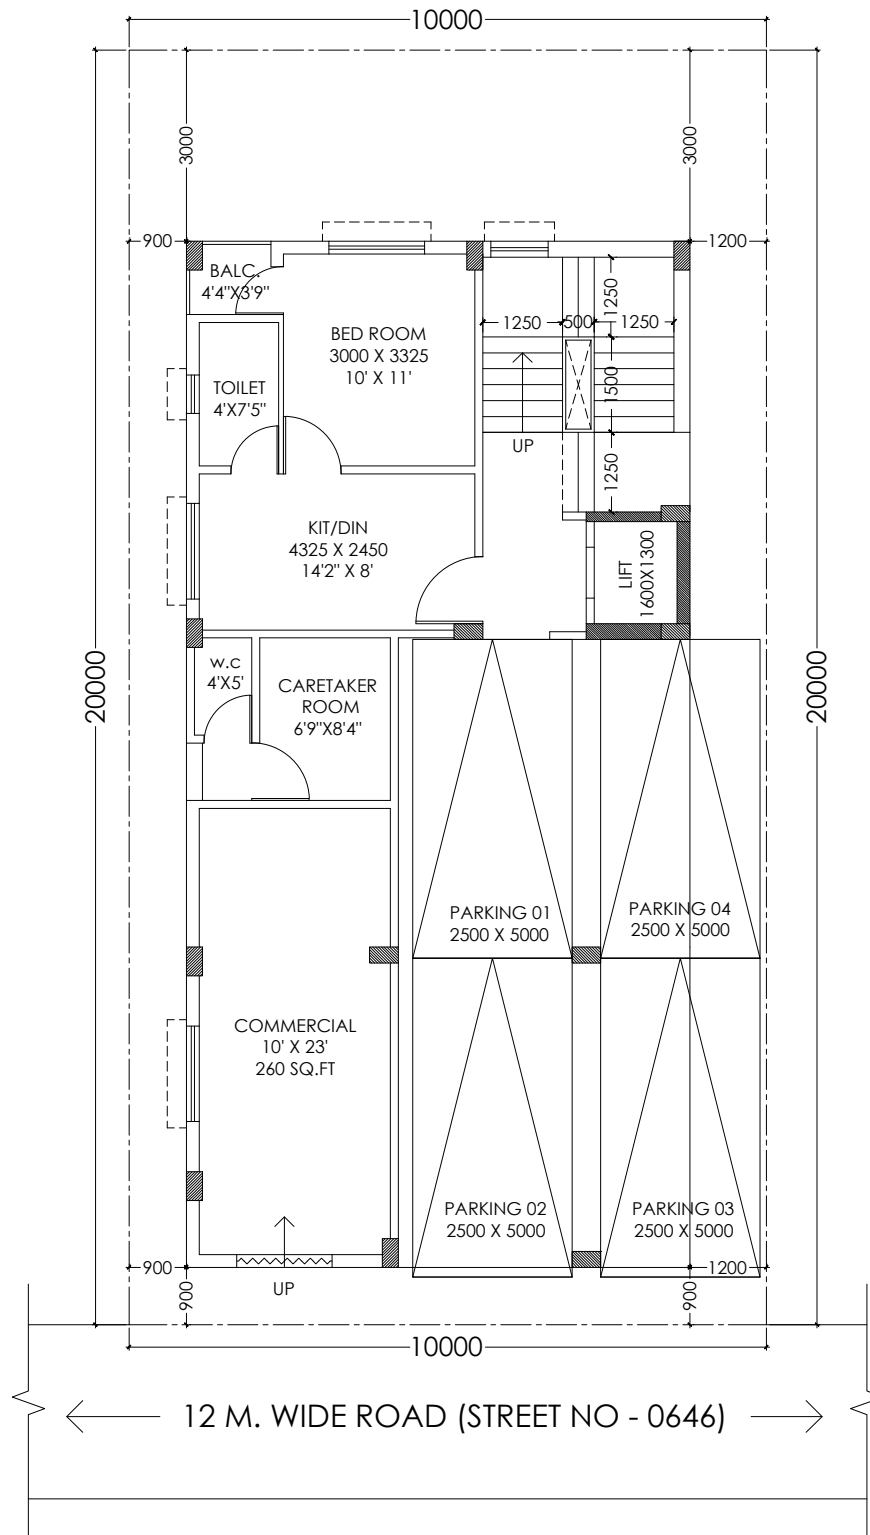 10000
3000
3000
900
1200
BALC.
4'4"X3'9"
1250
1250
500
1250
BED ROOM
3000 X 3325
10' X 11'
TOILET
4'X7'5"
1500
UP
1250
KIT/DIN
4325 X 2450
14'2" X 8'
LIFT
1600X1300
20000
20000
w.c
4'X5'
CARETAKER
ROOM
6'9"X8'4"
PARKING 01
2500 X 5000
PARKING 04
2500 X 5000
COMMERCIAL
10' X 23'
260 SQ.FT
PARKING 02
2500 X 5000
PARKING 03
2500 X 5000
900
1200
UP
900
900
10000
12 M. WIDE ROAD (STREET NO - 0646)